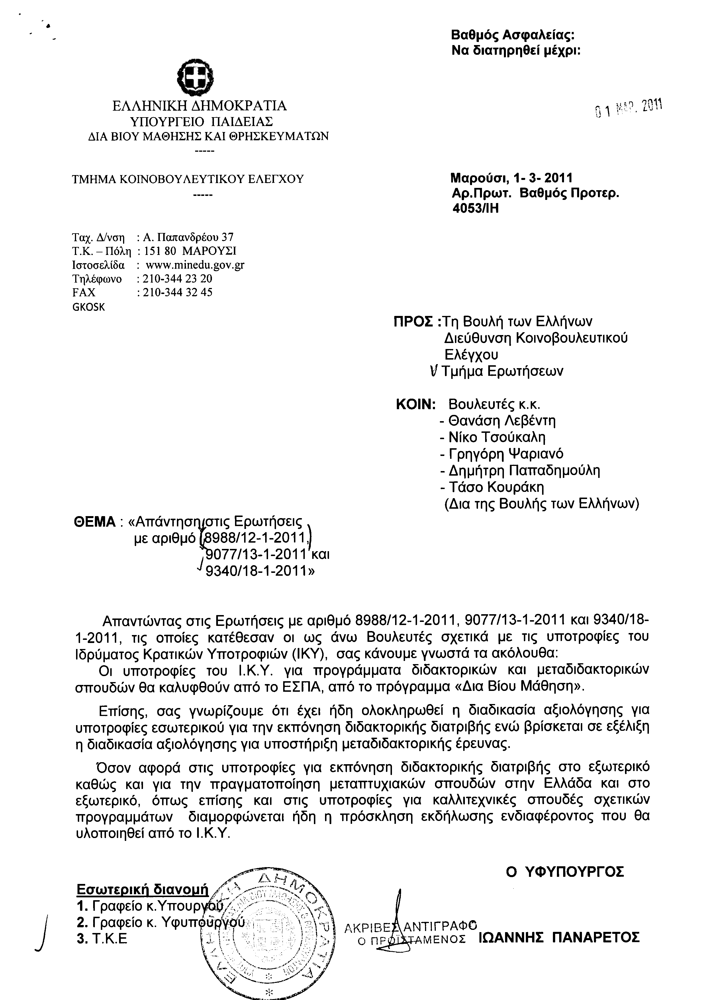 Βαθμός Ασφαλείας:
Να διατηρηθεί μέχρι:
ΕΛΛΗΝΙΚΗ ΔΗΜΟΚΡΑΤΙΑ
ΥΠΟΥΡΓΕΙΟ ΠΑΙΔΕΙΑΣ
ΔΙΑ ΒΙΟΥ ΜΑΘΗΣΗΣ ΚΑΙ ΘΡΗΣΚΕΥΜΑΤΩΝ
-----
01 ΜΑΡ. 2011
ΤΜΗΜΑ ΚΟΙΝΟΒΟΥΛΕΥΤΙΚΟΥ ΕΛΕΓΧΟΥ
-----
Μαρούσι, 1- 3- 2011
Αρ.Πρωτ. Βαθμός Προτερ.
4053/ΙΗ
Ταχ. Δ/νση : Α. Παπανδρέου 37
Τ.Κ. – Πόλη : 151 80 ΜΑΡΟΥΣΙ
Ιστοσελίδα : www.minedu.gov.gr
Τηλέφωνο : 210-344 23 20
FAX : 210-344 32 45
GKOSK
ΠΡΟΣ :Τη Βουλή των Ελλήνων
Διεύθυνση Κοινοβουλευτικού
Ελέγχου
Τμήμα Ερωτήσεων
ΚΟΙΝ: Βουλευτές κ.κ.
- Θανάση Λεβέντη
- Νίκο Τσούκαλη
- Γρηγόρη Ψαριανό
- Δημήτρη Παπαδημούλη
- Τάσο Κουράκη
(Δια της Βουλής των Ελλήνων)
ΘΕΜΑ : «Απάντηση στις Ερωτήσεις
με αριθμό 8988/12-1-2011,
9077/13-1-2011 και
9340/18-1-2011»
Απαντώντας στις Ερωτήσεις με αριθμό 8988/12-1-2011, 9077/13-1-2011 και 9340/18-
1-2011, τις οποίες κατέθεσαν οι ως άνω Βουλευτές σχετικά με τις υποτροφίες του
Ιδρύματος Κρατικών Υποτροφιών (ΙΚΥ), σας κάνουμε γνωστά τα ακόλουθα:
Οι υποτροφίες του Ι.Κ.Υ. για προγράμματα διδακτορικών και μεταδιδακτορικών
σπουδών θα καλυφθούν από το ΕΣΠΑ, από το πρόγραμμα «Δια Βίου Μάθηση».
Επίσης, σας γνωρίζουμε ότι έχει ήδη ολοκληρωθεί η διαδικασία αξιολόγησης για
υποτροφίες εσωτερικού για την εκπόνηση διδακτορικής διατριβής ενώ βρίσκεται σε εξέλιξη
η διαδικασία αξιολόγησης για υποστήριξη μεταδιδακτορικής έρευνας.
Όσον αφορά στις υποτροφίες για εκπόνηση διδακτορικής διατριβής στο εξωτερικό
καθώς και για την πραγματοποίηση μεταπτυχιακών σπουδών στην Ελλάδα και στο
εξωτερικό, όπως επίσης και στις υποτροφίες για καλλιτεχνικές σπουδές σχετικών
προγραμμάτων διαμορφώνεται ήδη η πρόσκληση εκδήλωσης ενδιαφέροντος που θα
υλοποιηθεί από το Ι.Κ.Υ.
Ο ΥΦΥΠΟΥΡΓΟΣ
Εσωτερική διανομή
1. Γραφείο κ.Υπουργού
2. Γραφείο κ. Υφυπουργού
3. Τ.Κ.Ε
ΕΛΛΗΝΙΚΗ ΔΗΜΟΚΡΑΤΙΑ
ΑΚΡΙΒΕΣ ΑΝΤΙΓΡΑΦΟ
Ο ΠΡΟΪΣΤΑΜΕΝΟΣ
ΙΩΑΝΝΗΣ ΠΑΝΑΡΕΤΟΣ